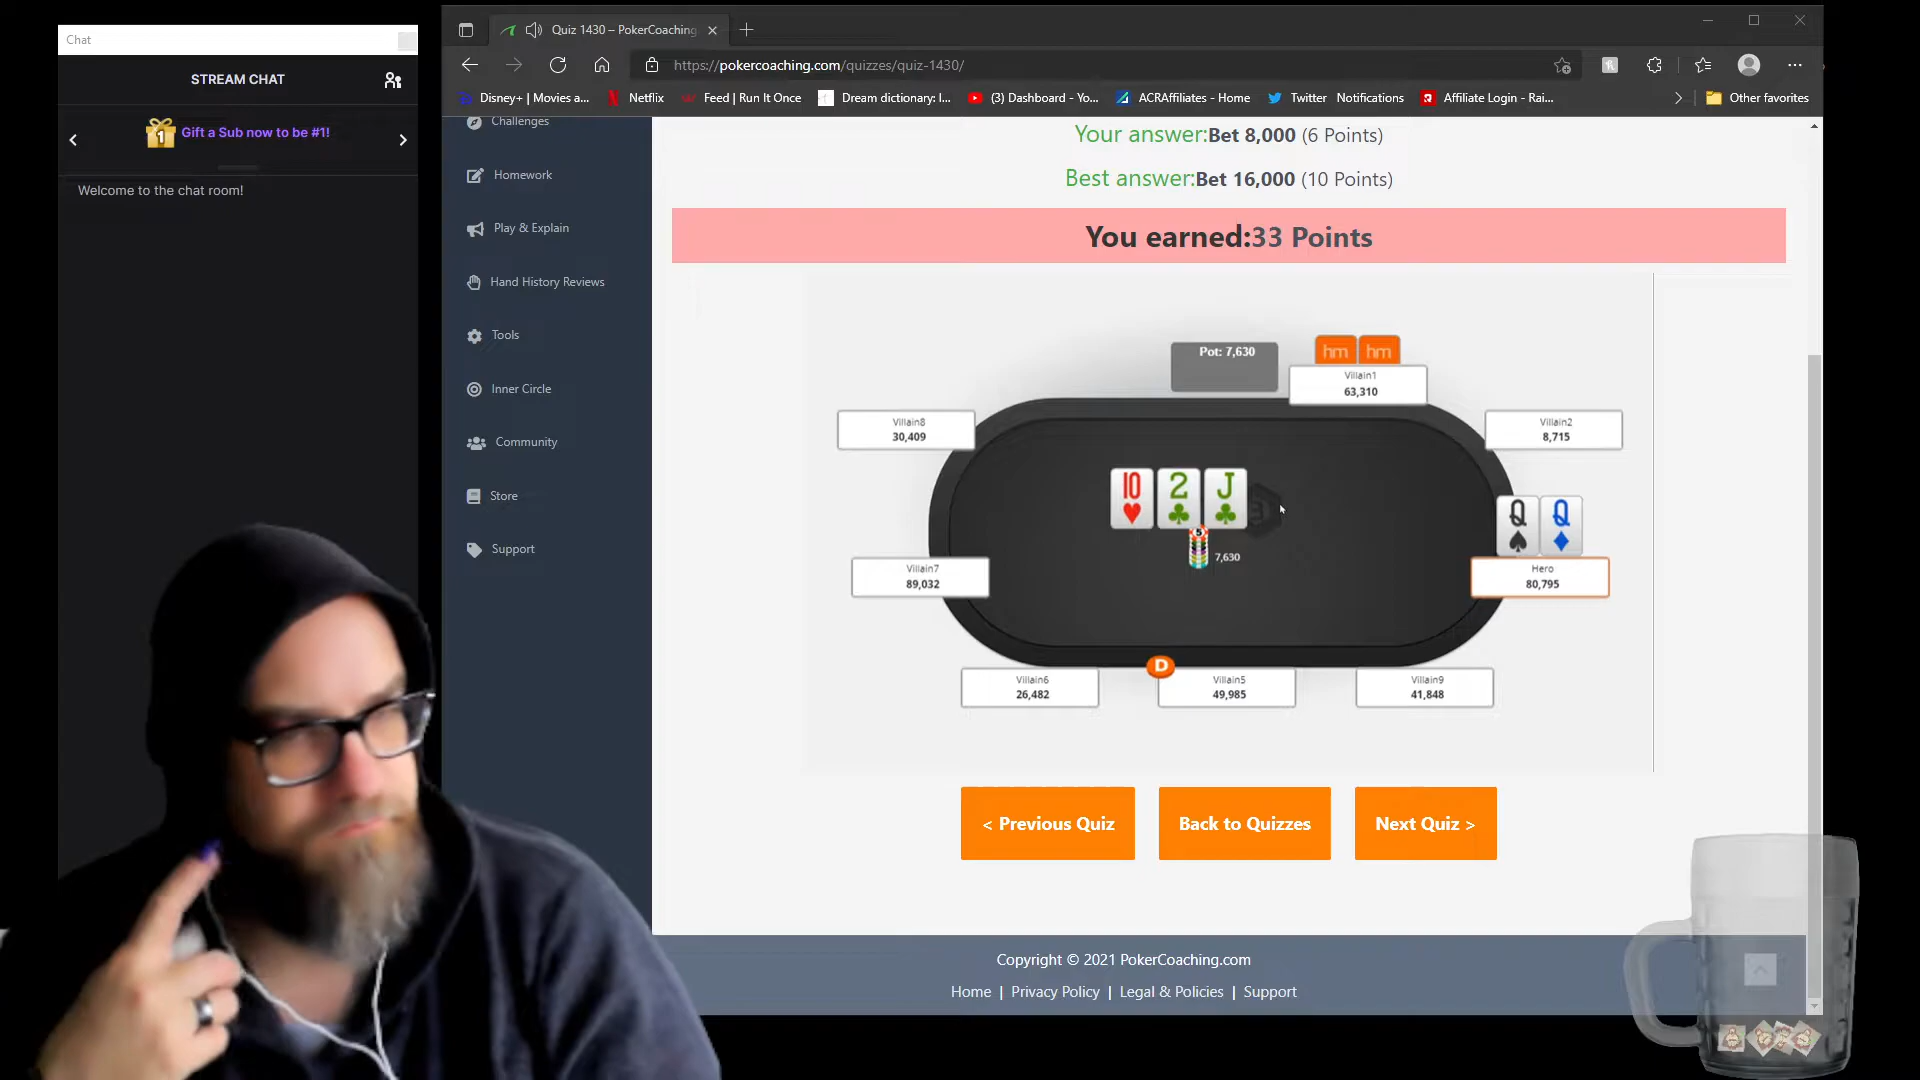 Chat
STREAM CHAT
1
Gift a Sub now to be #1!
Welcome to the chat room!
Quiz 1430 – PokerCoaching
https://pokercoaching.com/quizzes/quiz-1430/
Disney+ | Movies a...
Netflix
Feed | Run It Once
Dream dictionary: I...
(3) Dashboard - Yo...
ACRAffiliates - Home
Twitter
Notifications
Affiliate Login - Rai...
Other favorites
Challenges
Homework
Play & Explain
Hand History Reviews
Tools
Inner Circle
Community
Store
Support
Your answer:Bet 8,000 (6 Points)
Best answer:Bet 16,000 (10 Points)
You earned:33 Points
Pot: 7,630
hm hm
Villain1
63,310
Villain8
30,409
Villain2
8,715
10 2 J
Q Q
5
7,630
Villain7
89,032
Hero
80,795
D
Villain6
26,482
Villain5
49,985
Villain9
41,848
< Previous Quiz
Back to Quizzes
Next Quiz >
Copyright © 2021 PokerCoaching.com
Home | Privacy Policy | Legal & Policies | Support